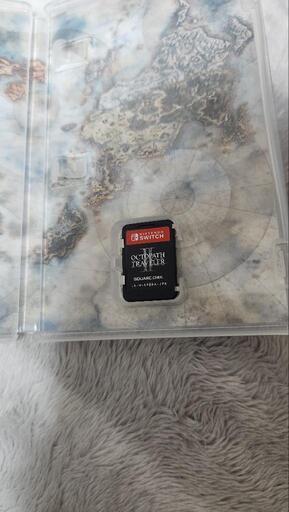 NINTENDO
SWITCH
OCTOPATH
II
TRAVELER
SQUARE ENIX.